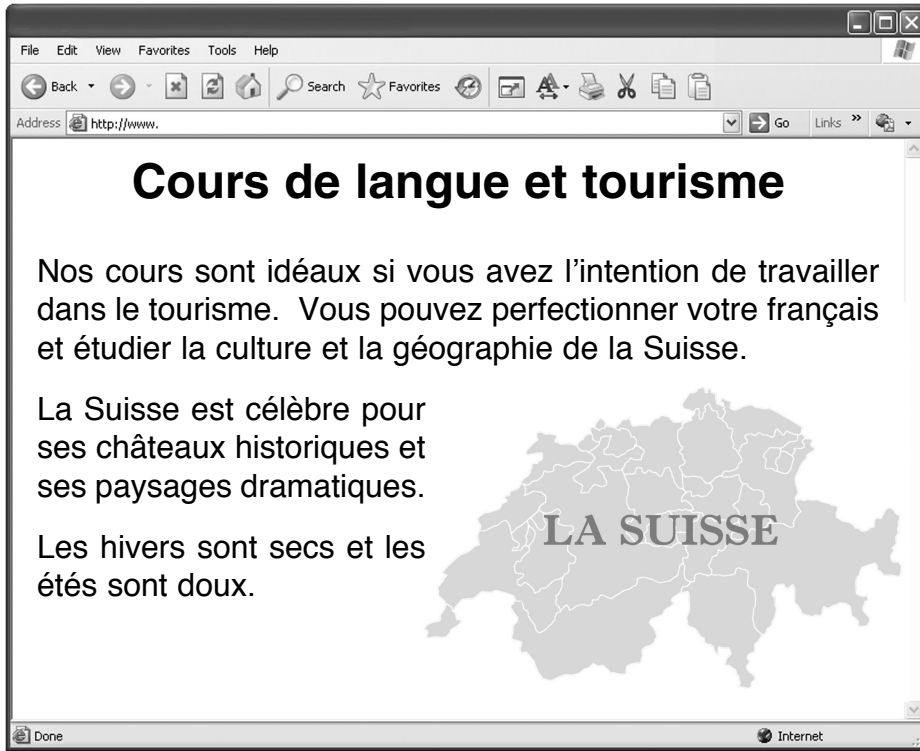 File Edit View Favorites Tools Help
Back Search Favorites
Address http://www. Go Links »
Cours de langue et tourisme
Nos cours sont idéaux si vous avez l’intention de travailler
dans le tourisme. Vous pouvez perfectionner votre français
et étudier la culture et la géographie de la Suisse.
La Suisse est célèbre pour
ses châteaux historiques et
ses paysages dramatiques.
LA SUISSE
Les hivers sont secs et les
étés sont doux.
Done Internet